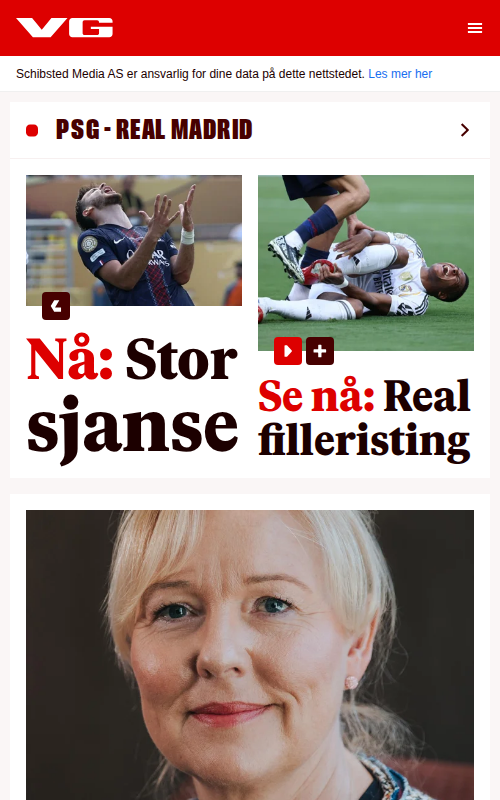 VG
Schibsted Media AS er ansvarlig for dine data på dette nettstedet. Les mer her
PSG - REAL MADRID
Nå: Stor
sjanse
Se nå: Real
filleristing